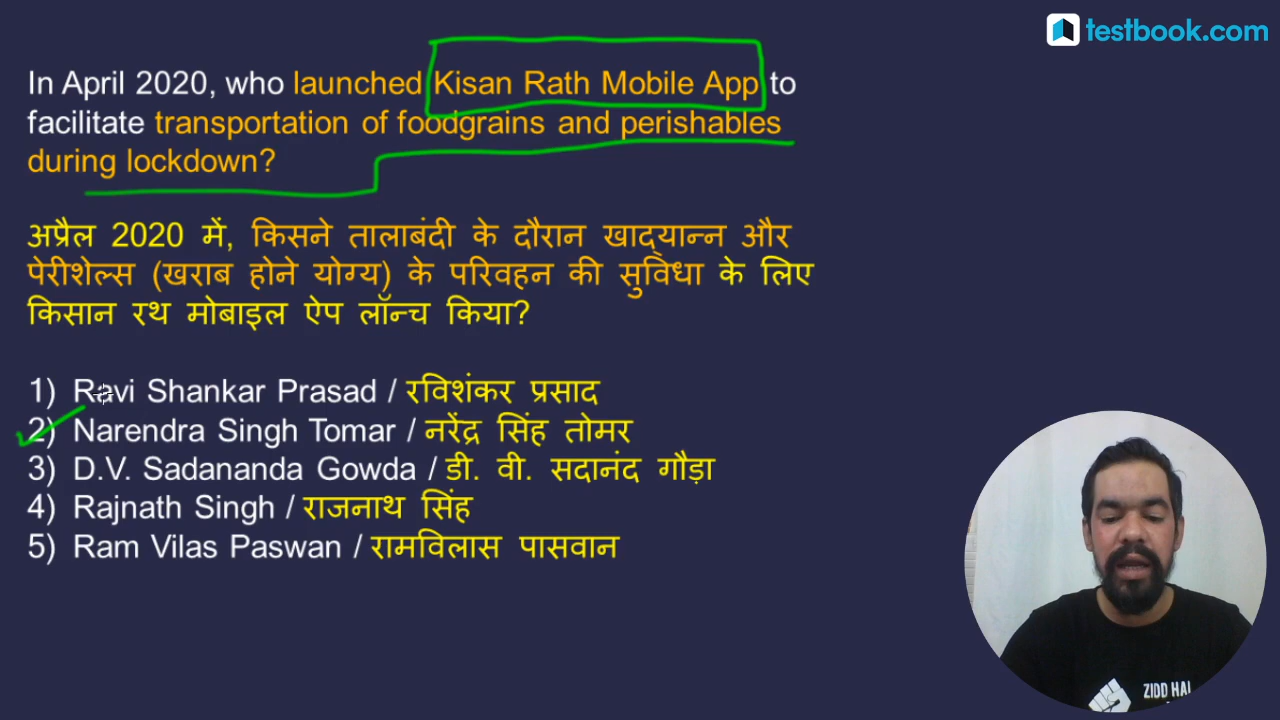 testbook.com
In April 2020, who launched Kisan Rath Mobile App to
facilitate transportation of foodgrains and perishables
during lockdown?
अप्रैल 2020 में, किसने तालाबंदी के दौरान खाद्यान्न और
पेरीशेल्स (खराब होने योग्य) के परिवहन की सुविधा के लिए
किसान रथ मोबाइल ऐप लॉन्च किया?
1) Ravi Shankar Prasad / रविशंकर प्रसाद
2) Narendra Singh Tomar / नरेंद्र सिंह तोमर
3) D.V. Sadananda Gowda / डी. वी. सदानंद गौड़ा
4) Rajnath Singh / राजनाथ सिंह
5) Ram Vilas Paswan / रामविलास पासवान
ZIDD HAI